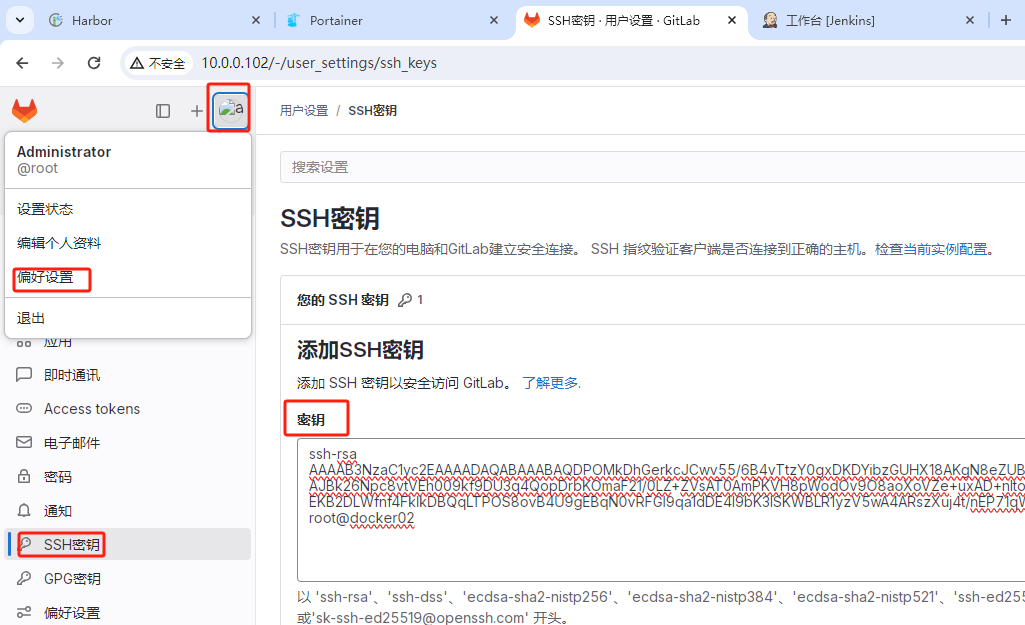 Harbor
Portainer
SSH密钥 · 用户设置 · GitLab
工作台 [Jenkins]
不安全
10.0.0.102/-/user_settings/ssh_keys
a
用户设置 / SSH密钥
Administrator
@root
设置状态
编辑个人资料
偏好设置
退出
应用
即时通讯
Access tokens
电子邮件
密码
通知
SSH密钥
GPG密钥
偏好设置
搜索设置
SSH密钥
SSH密钥用于在您的电脑和GitLab建立安全连接。 SSH 指纹验证客户端是否连接到正确的主机。检查当前实例配置。
您的 SSH 密钥 1
添加SSH密钥
添加 SSH 密钥以安全访问 GitLab。 了解更多.
密钥
ssh-rsa
root@docker02
以 'ssh-rsa'、'ssh-dss'、'ecdsa-sha2-nistp256'、'ecdsa-sha2-nistp384'、'ecdsa-sha2-nistp521'、'ssh-ed255
或'sk-ssh-ed25519@openssh.com' 开头。